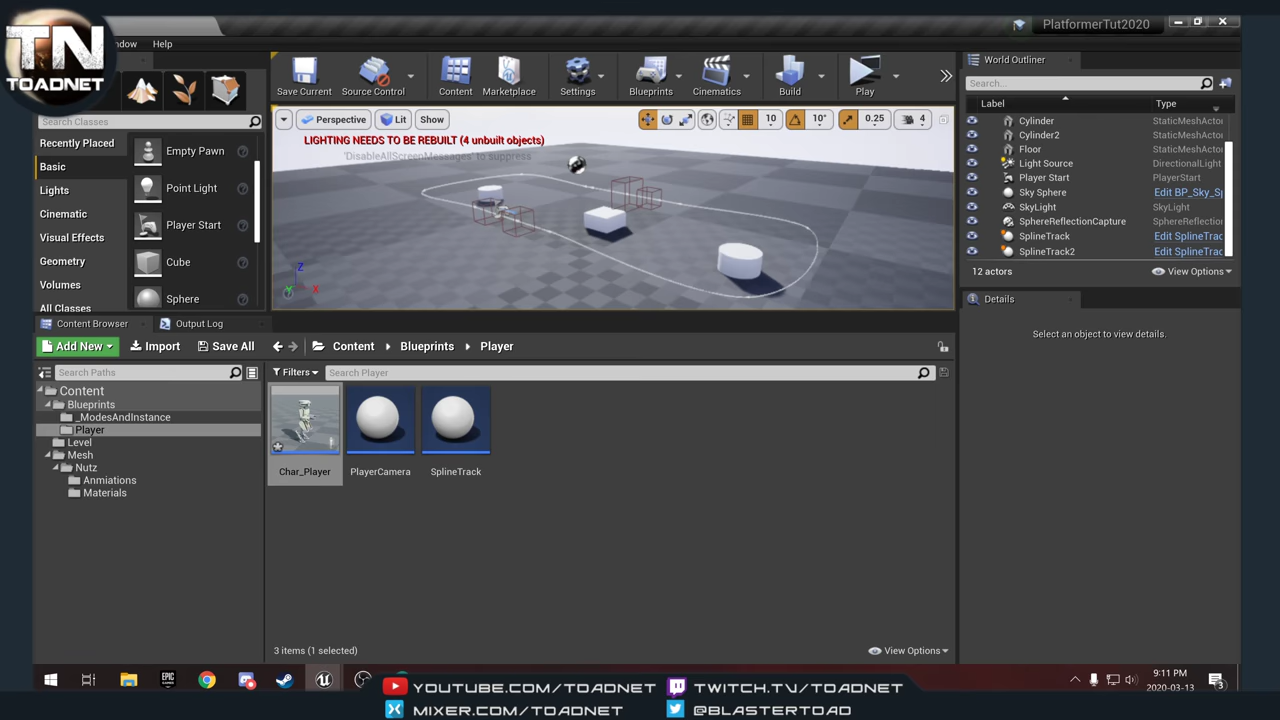 TN
TOADNET
PlatformerTut2020
Help
Save Current
Source Control
Content
Marketplace
Settings
Blueprints
Cinematics
Build
Play
World Outliner
Search...
Label
Type
Search Classes
Recently Placed
Basic
Lights
Cinematic
Visual Effects
Geometry
Volumes
All Classes
Empty Pawn
Point Light
Player Start
Cube
Sphere
Perspective
Lit
Show
10
10°
0.25
4
LIGHTING NEEDS TO BE REBUILT (4 unbuilt objects)
'DisableAllScreenMessages' to suppress
Z
X
Y
Cylinder
StaticMeshActo
Cylinder2
StaticMeshActo
Floor
StaticMeshActo
Light Source
DirectionalLight
Player Start
PlayerStart
Sky Sphere
Edit BP_Sky_Sp
SkyLight
SkyLight
SphereReflectionCapture
SphereReflectio
SplineTrack
Edit SplineTrac
SplineTrack2
Edit SplineTrac
12 actors
View Options
Details
Select an object to view details.
Content Browser
Output Log
Add New
Import
Save All
Content
Blueprints
Player
Search Paths
Filters
Search Player
Content
Blueprints
_ModesAndInstance
Player
Level
Mesh
Nutz
Anmiations
Materials
Char_Player
PlayerCamera
SplineTrack
3 items (1 selected)
View Options
EPIC GAMES
9:11 PM
2020-03-13
3
YOUTUBE.COM/TOADNET
TWITCH.TV/TOADNET
MIXER.COM/TOADNET
@BLASTERTOAD